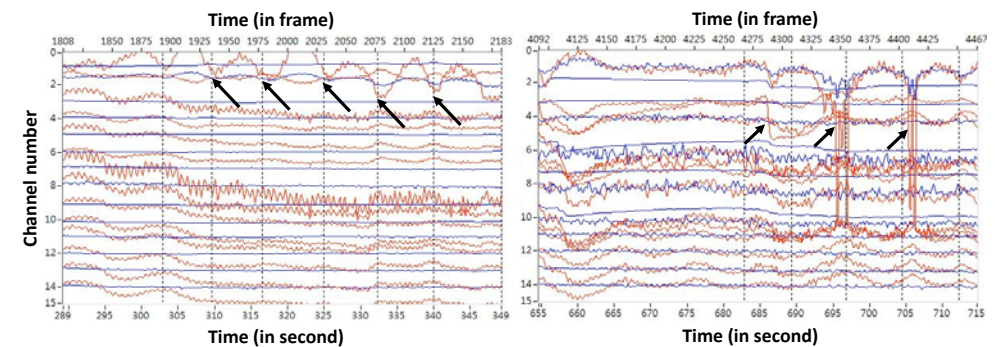 Time (in frame)
1808 1850 1875 1900 1925 1950 1975 2000 2025 2050 2075 2100 2125 2150 2183
0
2
4
6
8
10
12
14
15
Channel number
289 295 300 305 310 315 320 325 330 335 340 345 349
Time (in second)
Time (in frame)
4092 4125 4150 4175 4200 4225 4250 4275 4300 4325 4350 4375 4400 4425 4467
0
2
4
6
8
10
12
14
15
655 660 665 670 675 680 685 690 695 700 705 710 715
Time (in second)